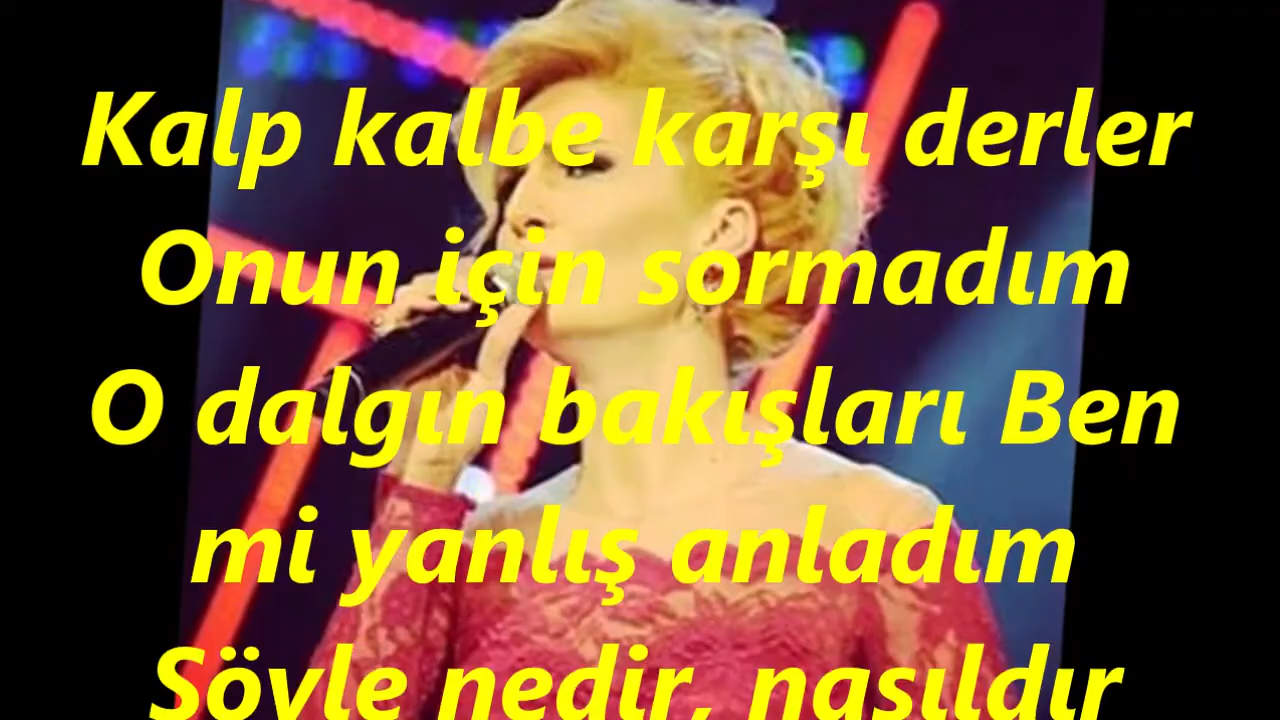 Kalp kalbe karşı derler
Onun için sormadım
O dalgın bakışları Ben
mi yanlış anladım
Söyle nedir, nasıldır